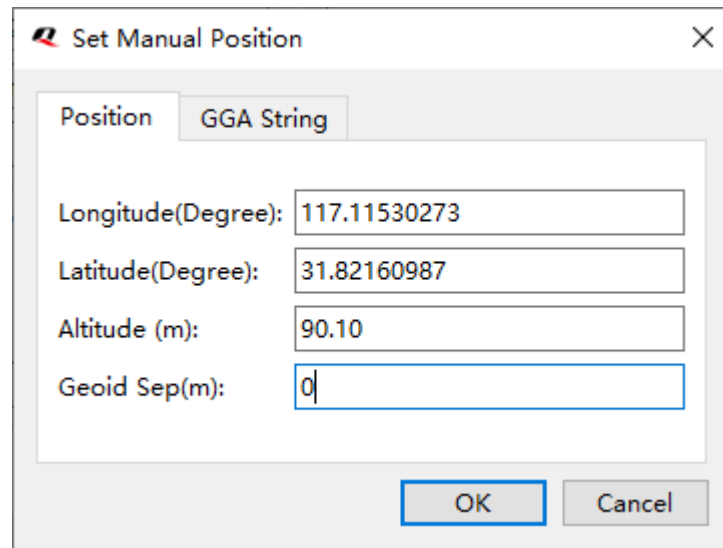 Set Manual Position
Position GGA String
Longitude(Degree): 117.11530273
Latitude(Degree): 31.82160987
Altitude (m): 90.10
Geoid Sep(m): 0
OK Cancel